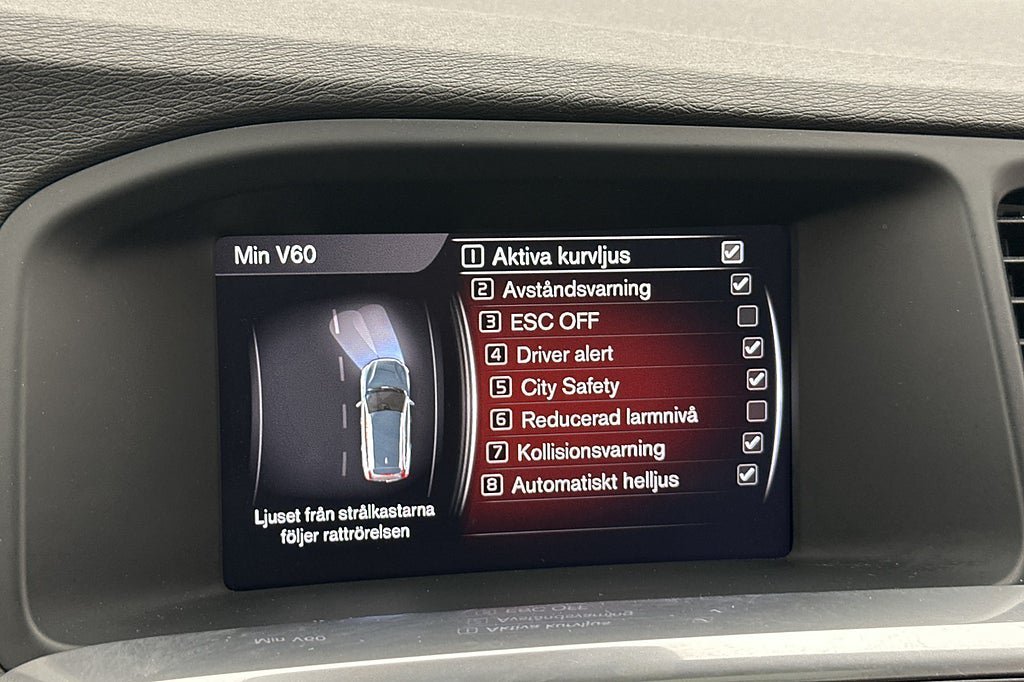 Min V60
1 Aktiva kurvljus
2 Avståndsvarning
3 ESC OFF
4 Driver alert
5 City Safety
6 Reducerad larmnivå
7 Kollisionsvarning
8 Automatiskt helljus
Ljuset från strålkastarna
följer rattrörelsen